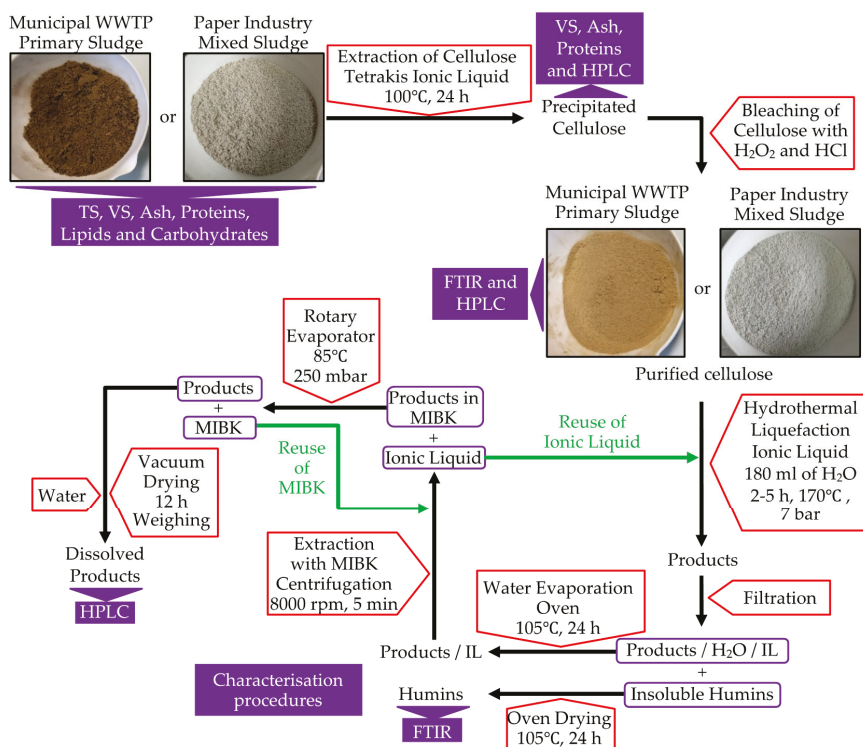 Municipal WWTP
Primary Sludge
or
Paper Industry
Mixed Sludge
TS, VS, Ash, Proteins,
Lipids and Carbohydrates
Extraction of Cellulose
Tetrakis Ionic Liquid
100℃, 24 h
VS, Ash,
Proteins
and HPLC
Precipitated
Cellulose
Bleaching of
Cellulose with
H₂O₂ and HCl
Municipal WWTP
Primary Sludge
or
Paper Industry
Mixed Sludge
FTIR and
HPLC
Purified cellulose
Hydrothermal
Liquefaction
Ionic Liquid
180 ml of H₂O
2-5 h, 170℃ ,
7 bar
Products
Filtration
Products / H₂O / IL
+
Insoluble Humins
Water Evaporation
Oven
105℃, 24 h
Oven Drying
105℃, 24 h
Humins
FTIR
Products / IL
Extraction
with MIBK
Centrifugation
8000 rpm, 5 min
Products in
MIBK
+
Ionic Liquid
Reuse of
Ionic Liquid
Rotary
Evaporator
85℃
250 mbar
Products
+
MIBK
Reuse
of
MIBK
Water
Vacuum
Drying
12 h
Weighing
Dissolved
Products
HPLC
Characterisation
procedures